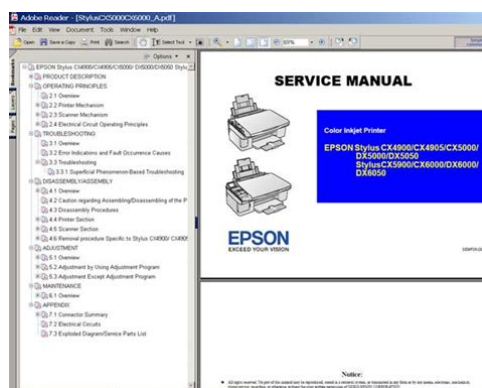 Adobe Reader - [StylusCX5000CX6000_A.pdf]
File Edit View Document Tools Window Help
Open Save a Copy Print Search Select Text
Options
EPSON Stylus CX4900/CX4905/CX5000/ DX5000/DX5050 Stylu
PRODUCT DESCRIPTION
OPERATING PRINCIPLES
2.1 Overview
2.2 Printer Mechanism
2.3 Scanner Mechanism
2.4 Electrical Circuit Operating Principles
TROUBLESHOOTING
3.1 Overview
3.2 Error Indications and Fault Occurrence Causes
3.3 Troubleshooting
3.3.1 Superficial Phenomenon-Based Troubleshooting
DISASSEMBLY/ASSEMBLY
4.1 Overview
4.2 Caution regarding Assembling/Disassembling of the P
4.3 Disassembly Procedures
4.4 Printer Section
4.5 Scanner Section
4.6 Removal procedure Specific to Stylus CX4900/ CX4905
ADJUSTMENT
5.1 Overview
5.2 Adjustment by Using Adjustment Program
5.3 Adjustment Except Adjustment Program
MAINTENANCE
6.1 Overview
APPENDIX
7.1 Connector Summary
7.2 Electrical Circuits
7.3 Exploded Diagram/Service Parts List
Bookmarks
Layers
Pages
SERVICE MANUAL
Color Inkjet Printer
EPSON Stylus CX4900/CX4905/CX5000/
DX5000/DX5050
Stylus CX5900/CX6000/DX6000/
DX6050
EPSON
EXCEED YOUR VISION
Notice: